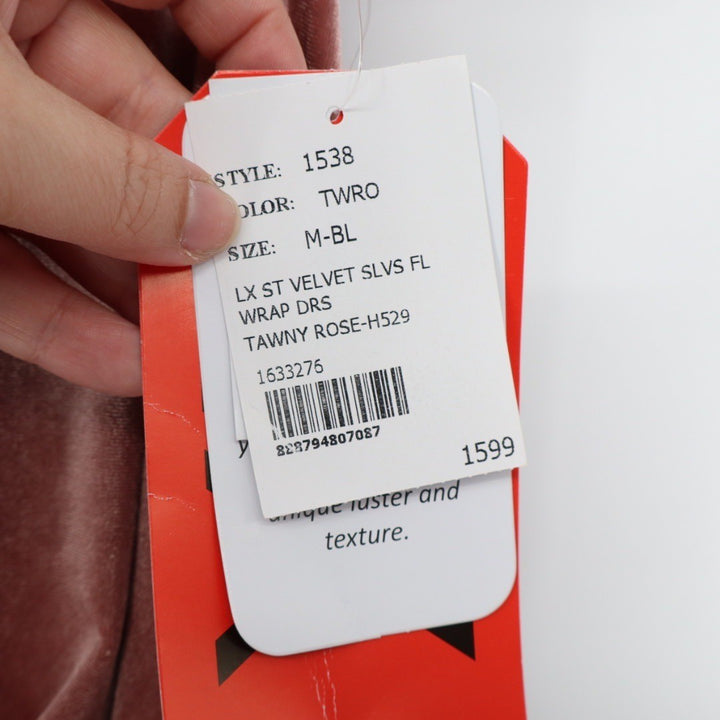 STYLE: 1538
OLOR: TWRO
SIZE: M-BL
LX ST VELVET SLVS FL
WRAP DRS
TAWNY ROSE-H529
1633276
828794807087
1599
unique luster and
texture.